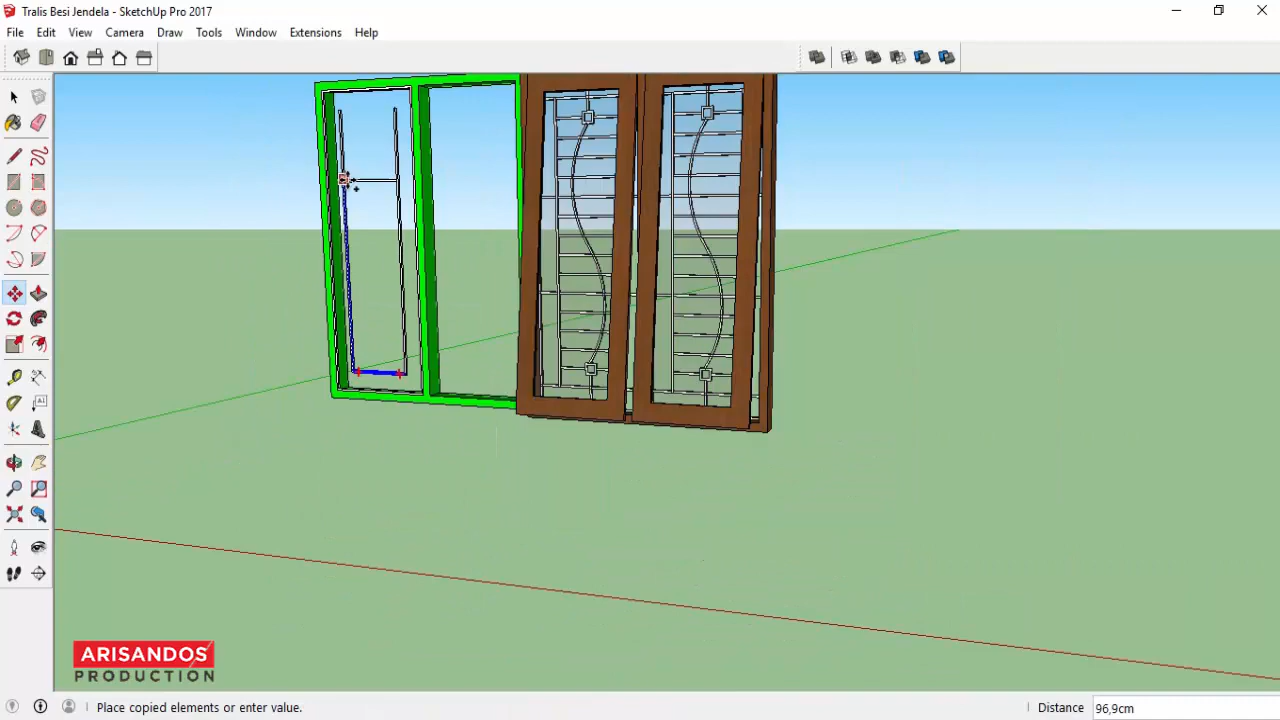 Tralis Besi Jendela - SketchUp Pro 2017
File Edit View Camera Draw Tools Window Extensions Help
ARISANDOS
PRODUCTION
Place copied elements or enter value.
Distance 96,9cm